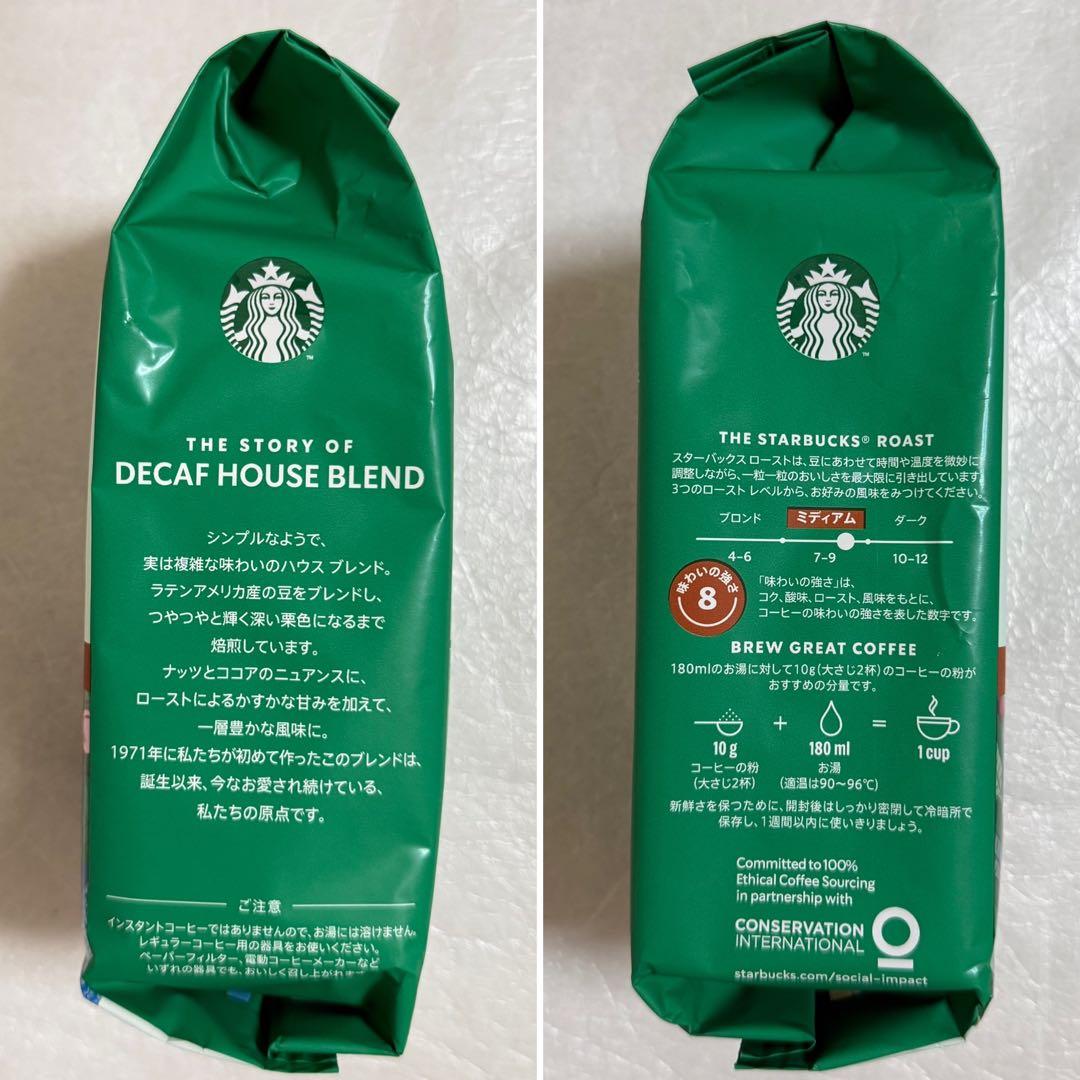 THE STORY OF
DECAF HOUSE BLEND
シンプルなようで、
実は複雑な味わいのハウス ブレンド。
ラテンアメリカ産の豆をブレンドし、
つやつやと輝く深い栗色になるまで
焙煎しています。
ナッツとココアのニュアンスに、
ローストによるかすかな甘みを加えて、
一層豊かな風味に。
1971年に私たちが初めて作ったこのブレンドは、
誕生以来、今なお愛され続けている、
私たちの原点です。
ご注意
インスタントコーヒーではありませんので、お湯には溶けません。
レギュラーコーヒー用の器具をお使いください。
ペーパーフィルター、電動コーヒーメーカーなど
いずれの器具でも、おいしく召し上がれます
TM
THE STARBUCKS® ROAST
スターバックス ローストは、豆にあわせて時間や温度を微妙に
調整しながら、一粒一粒のおいしさを最大限に引き出しています。
3つのロースト レベルから、お好みの風味をみつけてください。
ブロンド ミディアム ダーク
4-6 7-9 10-12
味わいの強さ
8
「味わいの強さ」は、
コク、酸味、ロースト、風味をもとに、
コーヒーの味わいの強さを表した数字です。
BREW GREAT COFFEE
180mlのお湯に対して10g(大さじ2杯)のコーヒーの粉が
おすすめの分量です。
+ =
10 g 180 ml 1 cup
コーヒーの粉 お湯
(大さじ2杯) (適温は90〜96℃)
新鮮さを保つために、開封後はしっかり密閉して冷暗所で
保存し、1週間以内に使いきりましょう。
Committed to 100%
Ethical Coffee Sourcing
in partnership with
CONSERVATION
INTERNATIONAL
starbucks.com/social-impact
TM